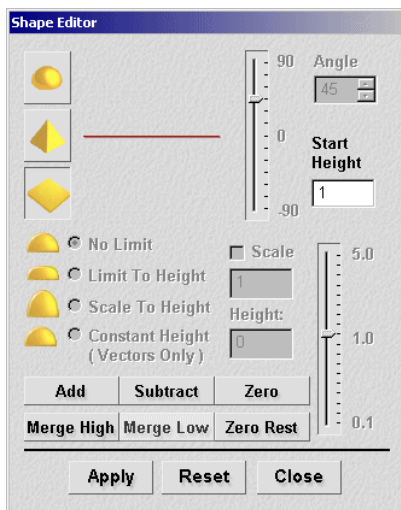 Shape Editor
90
Angle
45
0
Start
Height
1
-90
No Limit
Scale
5.0
Limit To Height
1
Scale To Height
Height:
Constant Height
0
1.0
( Vectors Only )
Add
Subtract
Zero
Merge High
Merge Low
Zero Rest
0.1
Apply
Reset
Close